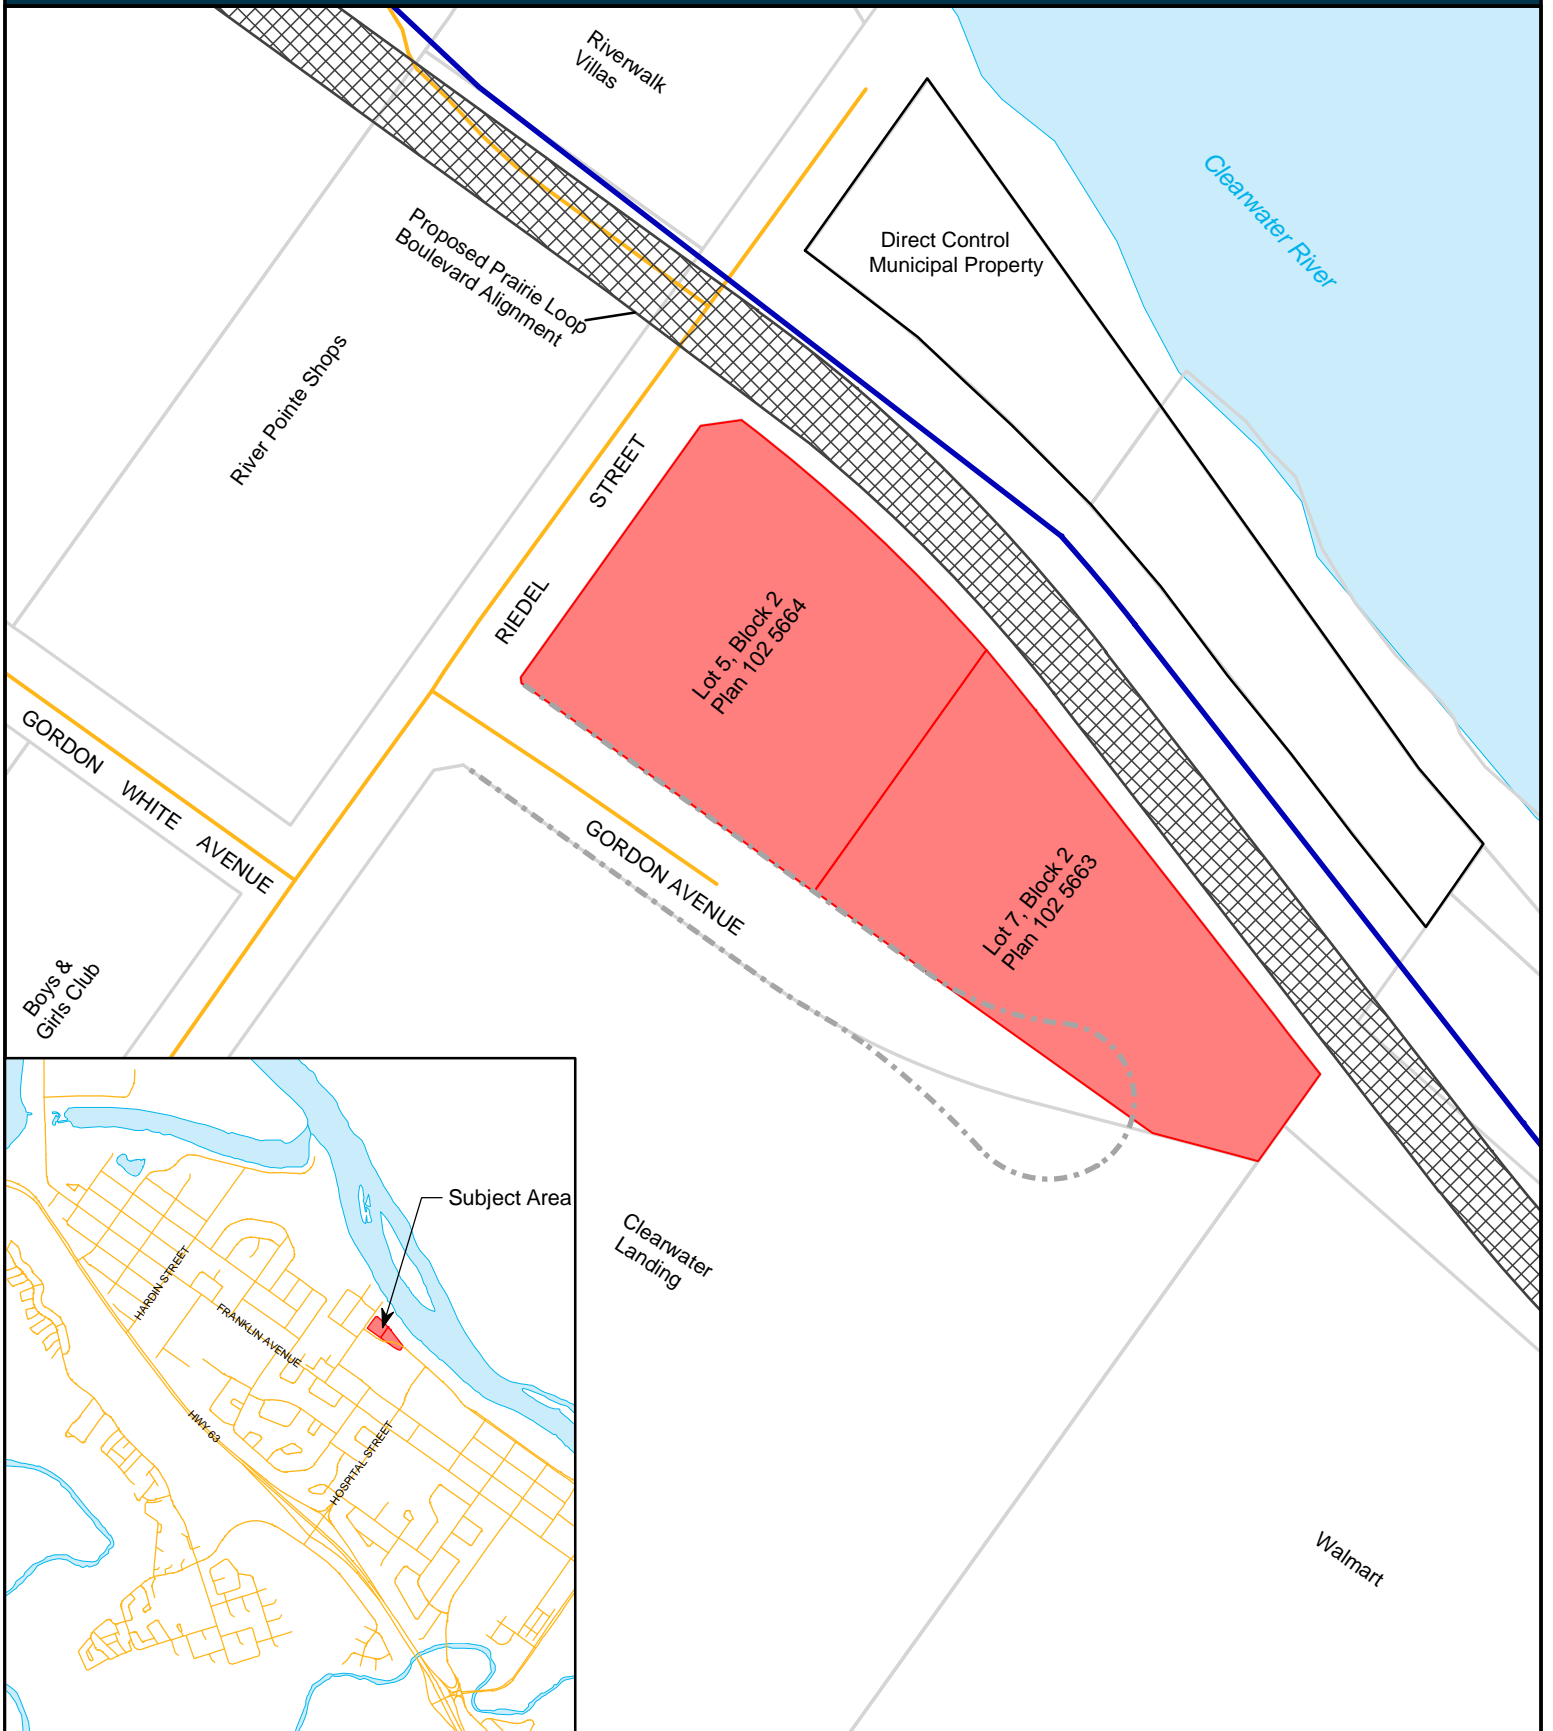 Riverwalk
Villas
Clearwater River
Direct Control
Municipal Property
Proposed Prairie Loop
Boulevard Alignment
River Pointe Shops
RIEDEL STREET
Lot 5, Block 2
Plan 102 5664
GORDON WHITE AVENUE
GORDON AVENUE
Lot 7, Block 2
Plan 102 5663
Boys &
Girls Club
Clearwater
Landing
Walmart
Subject Area
HARDIN STREET
FRANKLIN AVENUE
HWY 63
HOSPITAL STREET